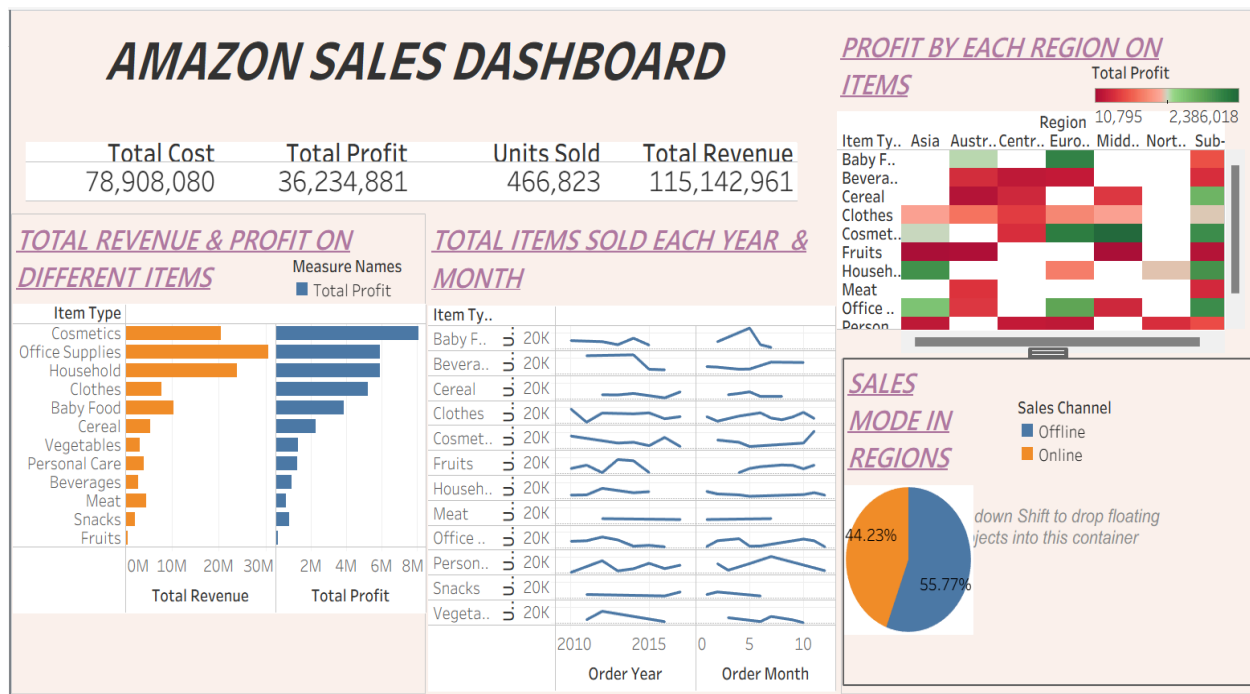 AMAZON SALES DASHBOARD
Total Cost Total Profit Units Sold Total Revenue
78,908,080 36,234,881 466,823 115,142,961
TOTAL REVENUE & PROFIT ON
DIFFERENT ITEMS
Measure Names
Total Profit
Item Type
Cosmetics
Office Supplies
Household
Clothes
Baby Food
Cereal
Vegetables
Personal Care
Beverages
Meat
Snacks
Fruits
0M 10M 20M 30M 2M 4M 6M 8M
Total Revenue Total Profit
TOTAL ITEMS SOLD EACH YEAR &
MONTH
Item Ty..
Baby F.. U.. 20K
Bevera.. U.. 20K
Cereal U.. 20K
Clothes U.. 20K
Cosmet.. U.. 20K
Fruits U.. 20K
Househ.. U.. 20K
Meat U.. 20K
Office .. U.. 20K
Person.. U.. 20K
Snacks U.. 20K
Vegeta.. U.. 20K
2010 2015 0 5 10
Order Year Order Month
PROFIT BY EACH REGION ON
ITEMS
Total Profit
10,795 2,386,018
Region
Item Ty.. Asia Austr.. Centr.. Euro.. Midd.. Nort.. Sub-
Baby F..
Bevera..
Cereal
Clothes
Cosmet..
Fruits
Househ..
Meat
Office ..
Person
SALES
MODE IN
REGIONS
Sales Channel
Offline
Online
down Shift to drop floating
jects into this container
44.23%
55.77%